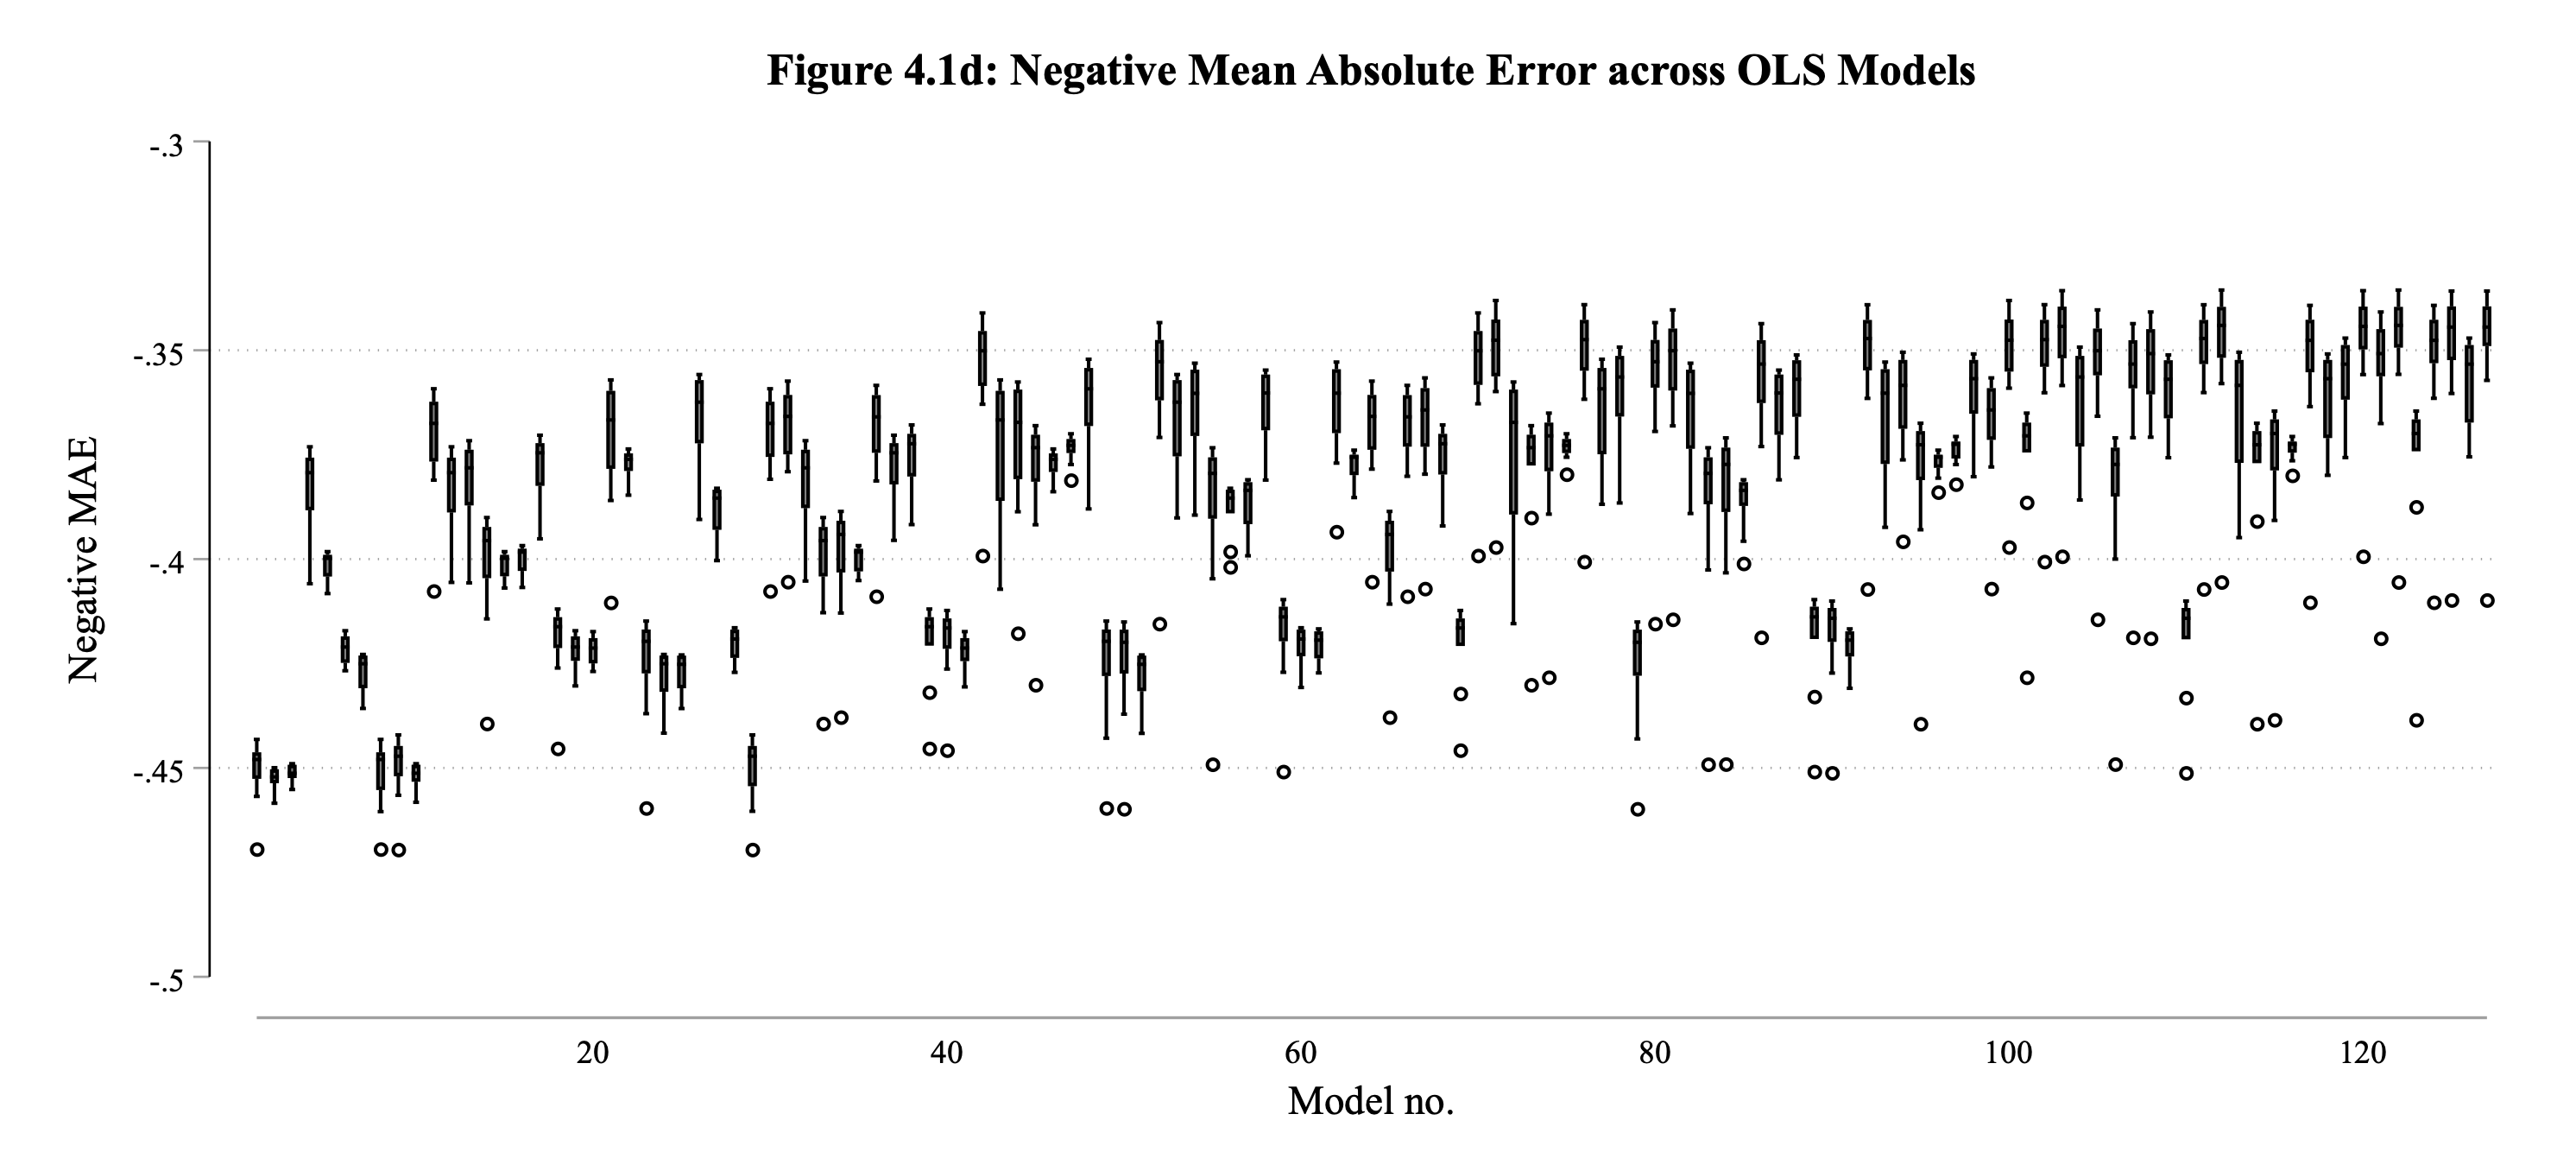 Figure 4.1d: Negative Mean Absolute Error across OLS Models
Negative MAE
-.3
-.35
-.4
-.45
-.5
20 40 60 80 100 120
Model no.